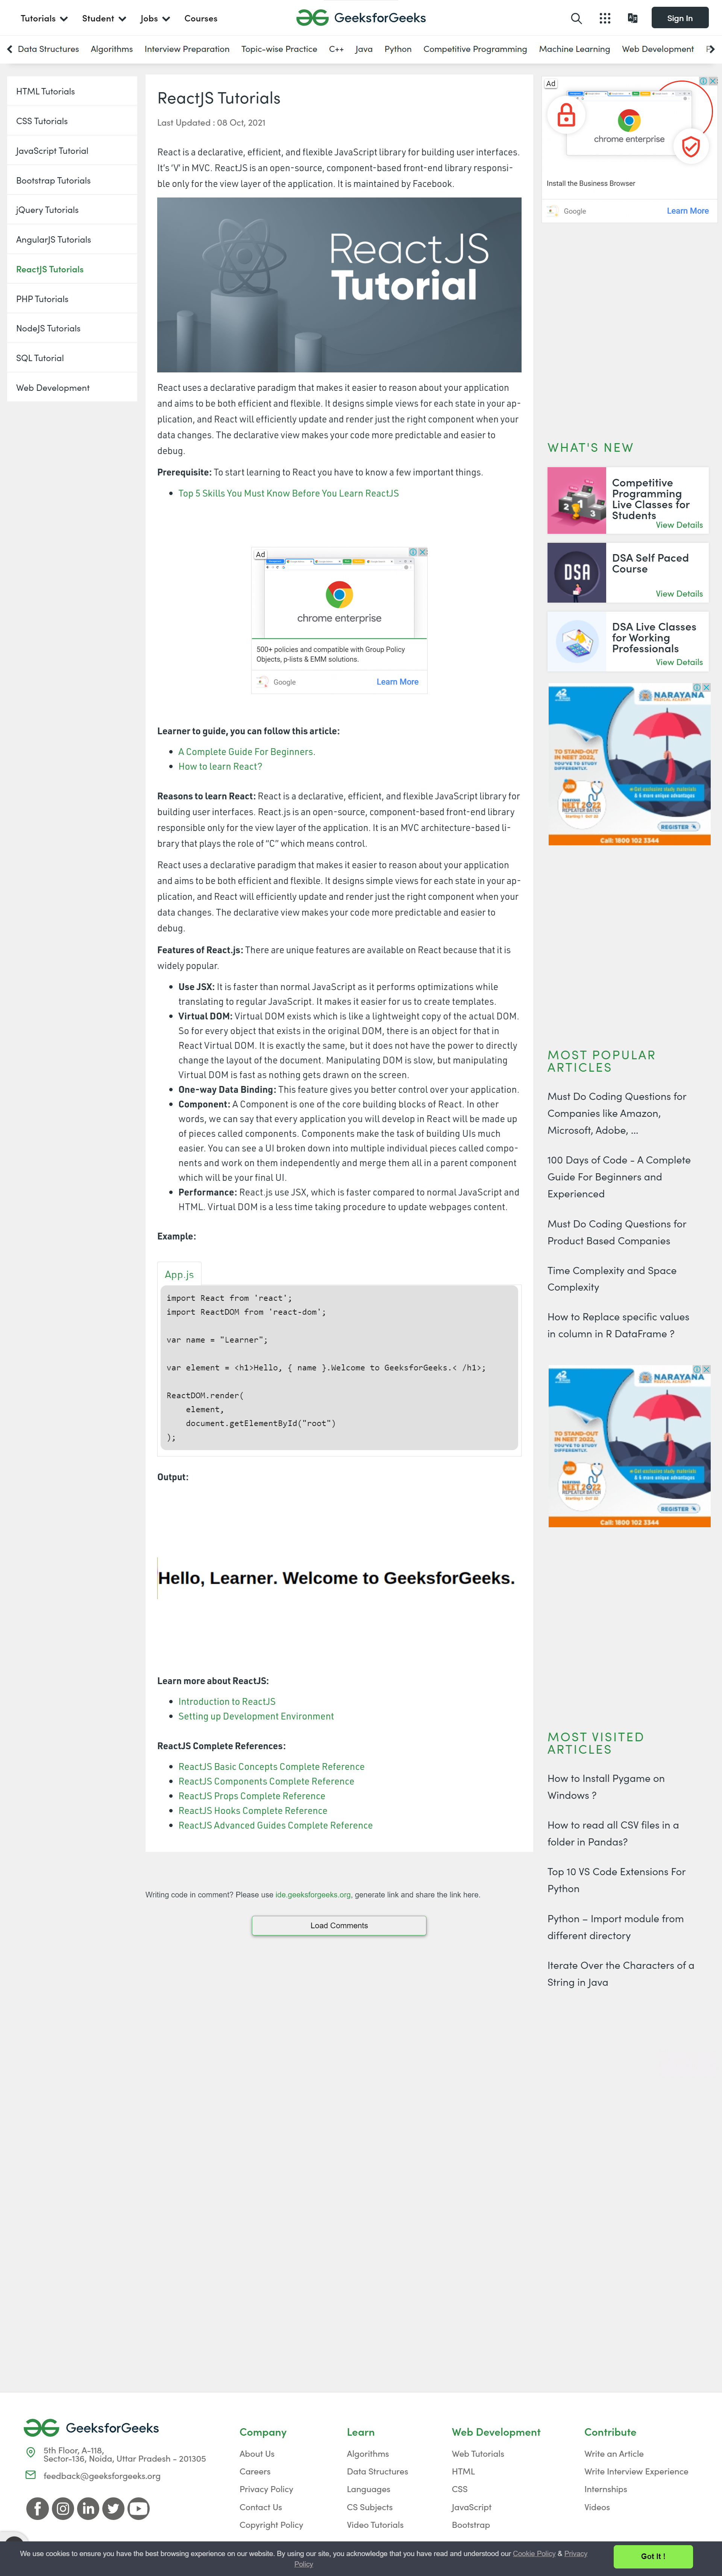 Tutorials Student Jobs Courses
GeeksforGeeks
Sign In
Data Structures Algorithms Interview Preparation Topic-wise Practice C++ Java Python Competitive Programming Machine Learning Web Development
HTML Tutorials
CSS Tutorials
JavaScript Tutorial
Bootstrap Tutorials
jQuery Tutorials
AngularJS Tutorials
ReactJS Tutorials
PHP Tutorials
NodeJS Tutorials
SQL Tutorial
Web Development
ReactJS Tutorials
Last Updated : 08 Oct, 2021
React is a declarative, efficient, and flexible JavaScript library for building user interfaces.
It's 'V' in MVC. ReactJS is an open-source, component-based front-end library responsi-
ble only for the view layer of the application. It is maintained by Facebook.
ReactJS
Tutorial
React uses a declarative paradigm that makes it easier to reason about your application
and aims to be both efficient and flexible. It designs simple views for each state in your ap-
plication, and React will efficiently update and render just the right component when your
data changes. The declarative view makes your code more predictable and easier to
debug.
Prerequisite: To start learning to React you have to know a few important things.
Top 5 Skills You Must Know Before You Learn ReactJS
Ad
chrome enterprise
500+ policies and compatible with Group Policy
Objects, p-lists & EMM solutions.
Google Learn More
Learner to guide, you can follow this article:
A Complete Guide For Beginners.
How to learn React?
Reasons to learn React: React is a declarative, efficient, and flexible JavaScript library for
building user interfaces. React.js is an open-source, component-based front-end library
responsible only for the view layer of the application. It is an MVC architecture-based li-
brary that plays the role of "C" which means control.
React uses a declarative paradigm that makes it easier to reason about your application
and aims to be both efficient and flexible. It designs simple views for each state in your ap-
plication, and React will efficiently update and render just the right component when your
data changes. The declarative view makes your code more predictable and easier to
debug.
Features of React.js: There are unique features are available on React because that it is
widely popular.
Use JSX: It is faster than normal JavaScript as it performs optimizations while
translating to regular JavaScript. It makes it easier for us to create templates.
Virtual DOM: Virtual DOM exists which is like a lightweight copy of the actual DOM.
So for every object that exists in the original DOM, there is an object for that in
React Virtual DOM. It is exactly the same, but it does not have the power to directly
change the layout of the document. Manipulating DOM is slow, but manipulating
Virtual DOM is fast as nothing gets drawn on the screen.
One-way Data Binding: This feature gives you better control over your application.
Component: A Component is one of the core building blocks of React. In other
words, we can say that every application you will develop in React will be made up
of pieces called components. Components make the task of building UIs much
easier. You can see a UI broken down into multiple individual pieces called compo-
nents and work on them independently and merge them all in a parent component
which will be your final UI.
Performance: React.js use JSX, which is faster compared to normal JavaScript and
HTML. Virtual DOM is a less time taking procedure to update webpages content.
Example:
App.js
import React from 'react';
import ReactDOM from 'react-dom';
var name = "Learner";
var element = <h1>Hello, { name }.Welcome to GeeksforGeeks.< /h1>;
ReactDOM.render(
element,
document.getElementById("root")
);
Output:
Hello, Learner. Welcome to GeeksforGeeks.
Learn more about ReactJS:
Introduction to ReactJS
Setting up Development Environment
ReactJS Complete References:
ReactJS Basic Concepts Complete Reference
ReactJS Components Complete Reference
ReactJS Props Complete Reference
ReactJS Hooks Complete Reference
ReactJS Advanced Guides Complete Reference
Writing code in comment? Please use ide.geeksforgeeks.org, generate link and share the link here.
Load Comments
Ad
chrome enterprise
Install the Business Browser
Google Learn More
WHAT'S NEW
Competitive
Programming
Live Classes for
Students
View Details
DSA
DSA Self Paced
Course
View Details
DSA Live Classes
for Working
Professionals
View Details
NARAYANA
TO STAND-OUT
IN NEET 2022,
YOU'VE TO STUDY
DIFFERENTLY.
JOIN
NARAYANA
NEET 2022
REPEATER BATCH
Get exclusive study materials
& 5 more unique advantages
REGISTER
Call: 1800 102 3344
MOST POPULAR
ARTICLES
Must Do Coding Questions for
Companies like Amazon,
Microsoft, Adobe, ...
100 Days of Code - A Complete
Guide For Beginners and
Experienced
Must Do Coding Questions for
Product Based Companies
Time Complexity and Space
Complexity
How to Replace specific values
in column in R DataFrame ?
NARAYANA
TO STAND-OUT
IN NEET 2022,
YOU'VE TO STUDY
DIFFERENTLY.
JOIN
NARAYANA
NEET 2022
REPEATER BATCH
Get exclusive study materials
& 5 more unique advantages
REGISTER
Call: 1800 102 3344
MOST VISITED
ARTICLES
How to Install Pygame on
Windows ?
How to read all CSV files in a
folder in Pandas?
Top 10 VS Code Extensions For
Python
Python – Import module from
different directory
Iterate Over the Characters of a
String in Java
GeeksforGeeks
5th Floor, A-118,
Sector-136, Noida, Uttar Pradesh - 201305
feedback@geeksforgeeks.org
Company
About Us
Careers
Privacy Policy
Contact Us
Copyright Policy
Learn
Algorithms
Data Structures
Languages
CS Subjects
Video Tutorials
Web Development
Web Tutorials
HTML
CSS
JavaScript
Bootstrap
Contribute
Write an Article
Write Interview Experience
Internships
Videos
We use cookies to ensure you have the best browsing experience on our website. By using our site, you acknowledge that you have read and understood our Cookie Policy & Privacy
Policy
Got It !